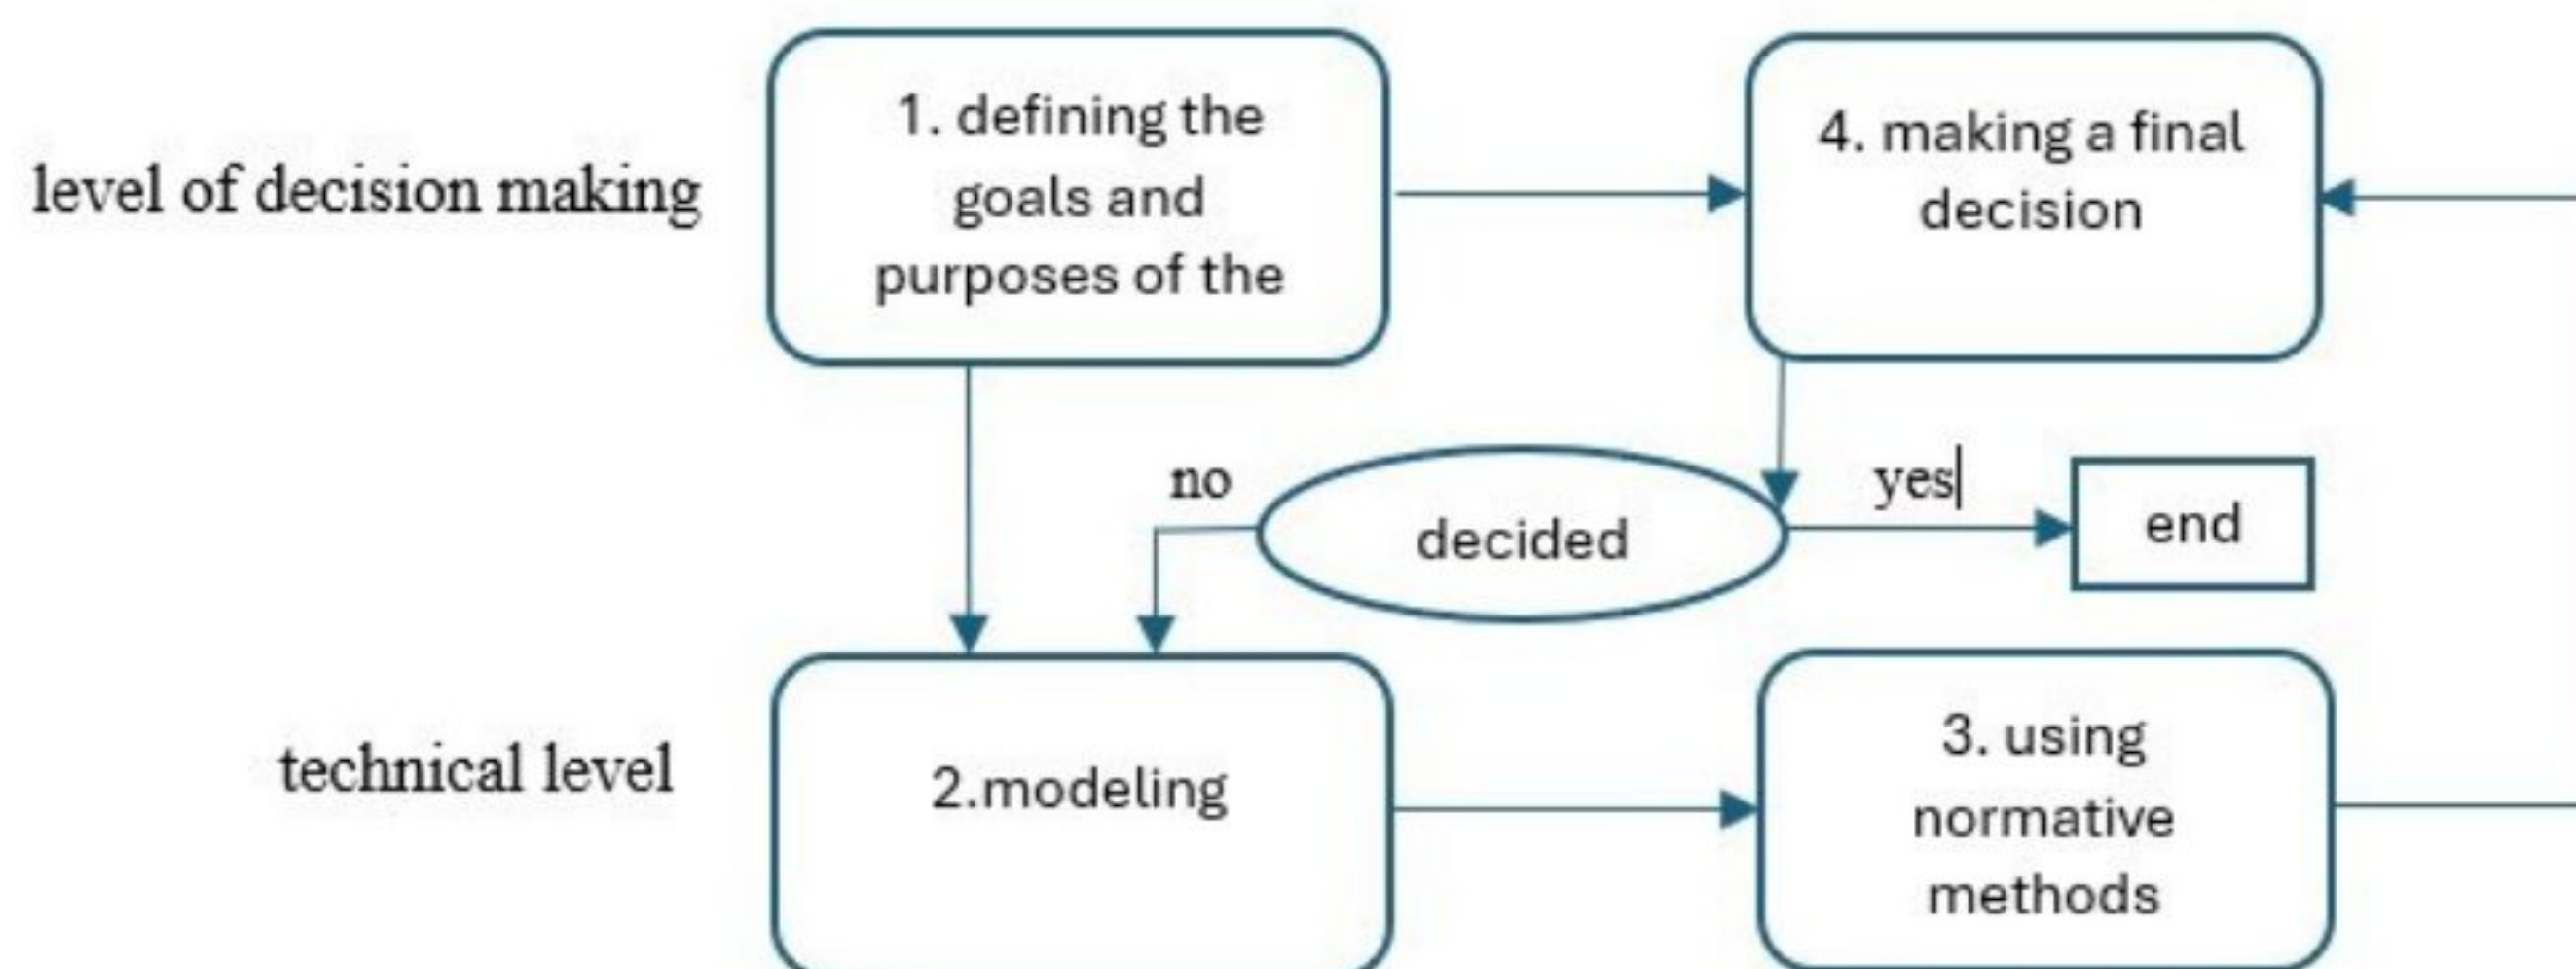 level of decision making
1. defining the
goals and
purposes of the
4. making a final
decision
no
decided
yes
end
technical level
2.modeling
3. using
normative
methods